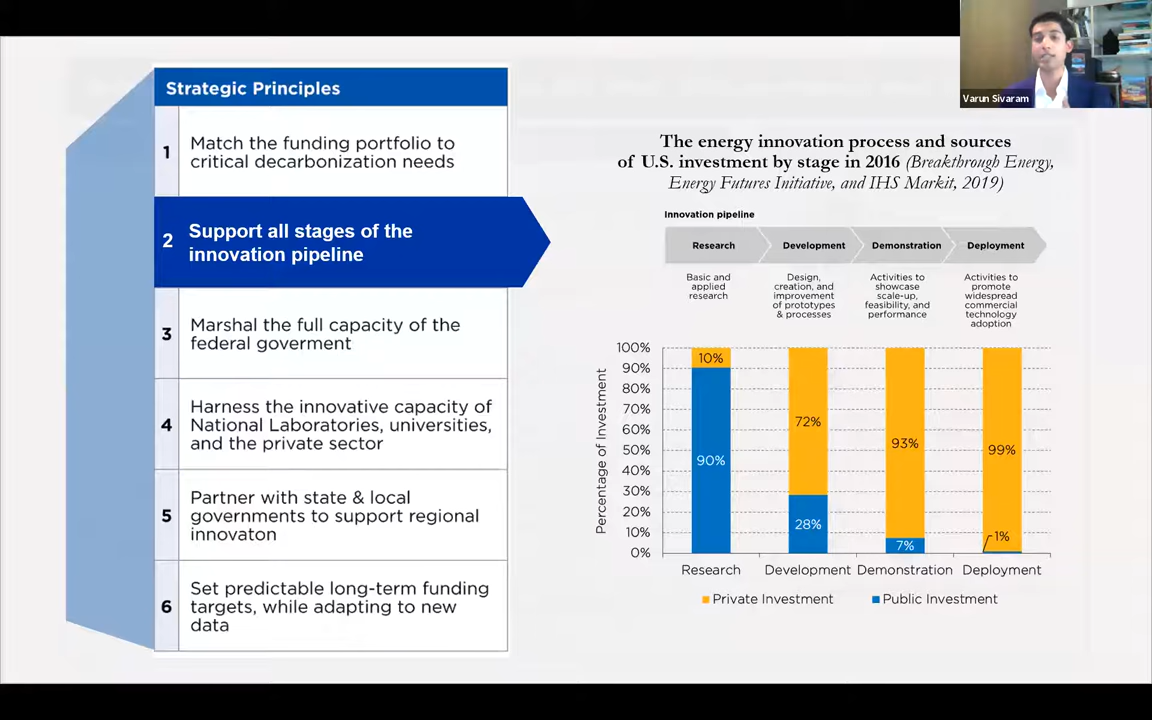 Varun Sivaram
Strategic Principles
1
Match the funding portfolio to
critical decarbonization needs
2
Support all stages of the
innovation pipeline
3
Marshal the full capacity of the
federal goverment
4
Harness the innovative capacity of
National Laboratories, universities,
and the private sector
5
Partner with state & local
governments to support regional
innovaton
6
Set predictable long-term funding
targets, while adapting to new
data
The energy innovation process and sources
of U.S. investment by stage in 2016 (Breakthrough Energy,
Energy Futures Initiative, and IHS Markit, 2019)
Innovation pipeline
Research Development Demonstration Deployment
Basic and
applied
research
Design,
creation, and
improvement
of prototypes
& processes
Activities to
showcase
scale-up,
feasibility, and
performance
Activities to
promote
widespread
commercial
technology
adoption
Percentage of Investment
100%
90%
80%
70%
60%
50%
40%
30%
20%
10%
0%
10%
90%
72%
28%
93%
7%
99%
1%
Research Development Demonstration Deployment
Private Investment Public Investment